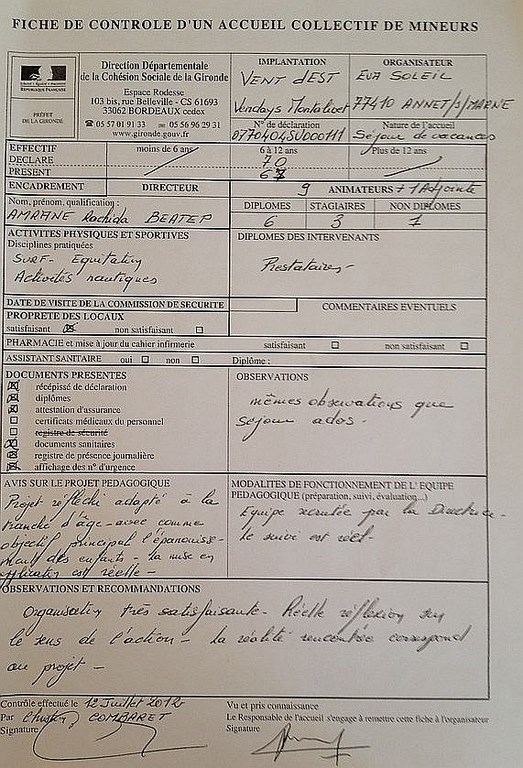 FICHE DE CONTROLE D'UN ACCUEIL COLLECTIF DE MINEURS
RÉPUBLIQUE FRANÇAISE
PRÉFET
DE LA GIRONDE
Direction Départementale
de la Cohésion Sociale de la Gironde
Espace Rodesse
103 bis, rue Belleville - CS 61693
33062 BORDEAUX cedex
☎ 05 57 01 91 33 ou 05 56 96 29 31
www.gironde.gouv.fr
IMPLANTATION
VENT d'EST
Vendays Montalivet
N° de déclaration
0770404SV000111
ORGANISATEUR
EVA SOLEIL
77410 ANNET/S/MARNE
Nature de l'accueil
Séjour de vacances
EFFECTIF
moins de 6 ans
6 à 12 ans
Plus de 12 ans
DECLARE
70
PRESENT
67
ENCADREMENT
DIRECTEUR
9 ANIMATEURS + 1 Adjointe
Nom, prénom, qualification :
AMRANE Rachida BEATEP
DIPLOMES
STAGIAIRES
NON DIPLOMES
6
3
1
ACTIVITES PHYSIQUES ET SPORTIVES
Disciplines pratiquées
SURF - Equitation
Activités nautiques
DIPLOMES DES INTERVENANTS
Prestataires -
DATE DE VISITE DE LA COMMISSION DE SECURITE
PROPRETE DES LOCAUX
satisfaisant ☒ non satisfaisant ☐
COMMENTAIRES EVENTUELS
PHARMACIE et mise à jour du cahier infirmerie satisfaisant ☐ non satisfaisant ☐
ASSISTANT SANITAIRE oui ☐ non ☐ Diplôme :
DOCUMENTS PRESENTES
☒ récépissé de déclaration
☒ diplômes
☒ attestation d'assurance
☐ certificats médicaux du personnel
☐ registre de sécurité
☒ documents sanitaires
☒ registre de présence journalière
☒ affichage des n° d'urgence
OBSERVATIONS
mêmes observations que
séjour ados -
AVIS SUR LE PROJET PEDAGOGIQUE
Projet réfléchi adapté à la
tranche d'âge - avec comme
objectif principal l'épanouisse-
ment des enfants - la mise en
application est réelle -
MODALITES DE FONCTIONNEMENT DE L' EQUIPE
PEDAGOGIQUE (préparation, suivi, évaluation...)
Equipe recrutée par la Directrice -
le suivi est réel -
OBSERVATIONS ET RECOMMANDATIONS
Organisation très satisfaisante - Réelle réflexion sur
le sens de l'action - la réalité rencontrée correspond
au projet -
Contrôle effectué le 12 Juillet 2012
Par COMBARET
Signature
Vu et pris connaissance
Le Responsable de l'accueil s'engage à remettre cette fiche à l'organisateur
Signature